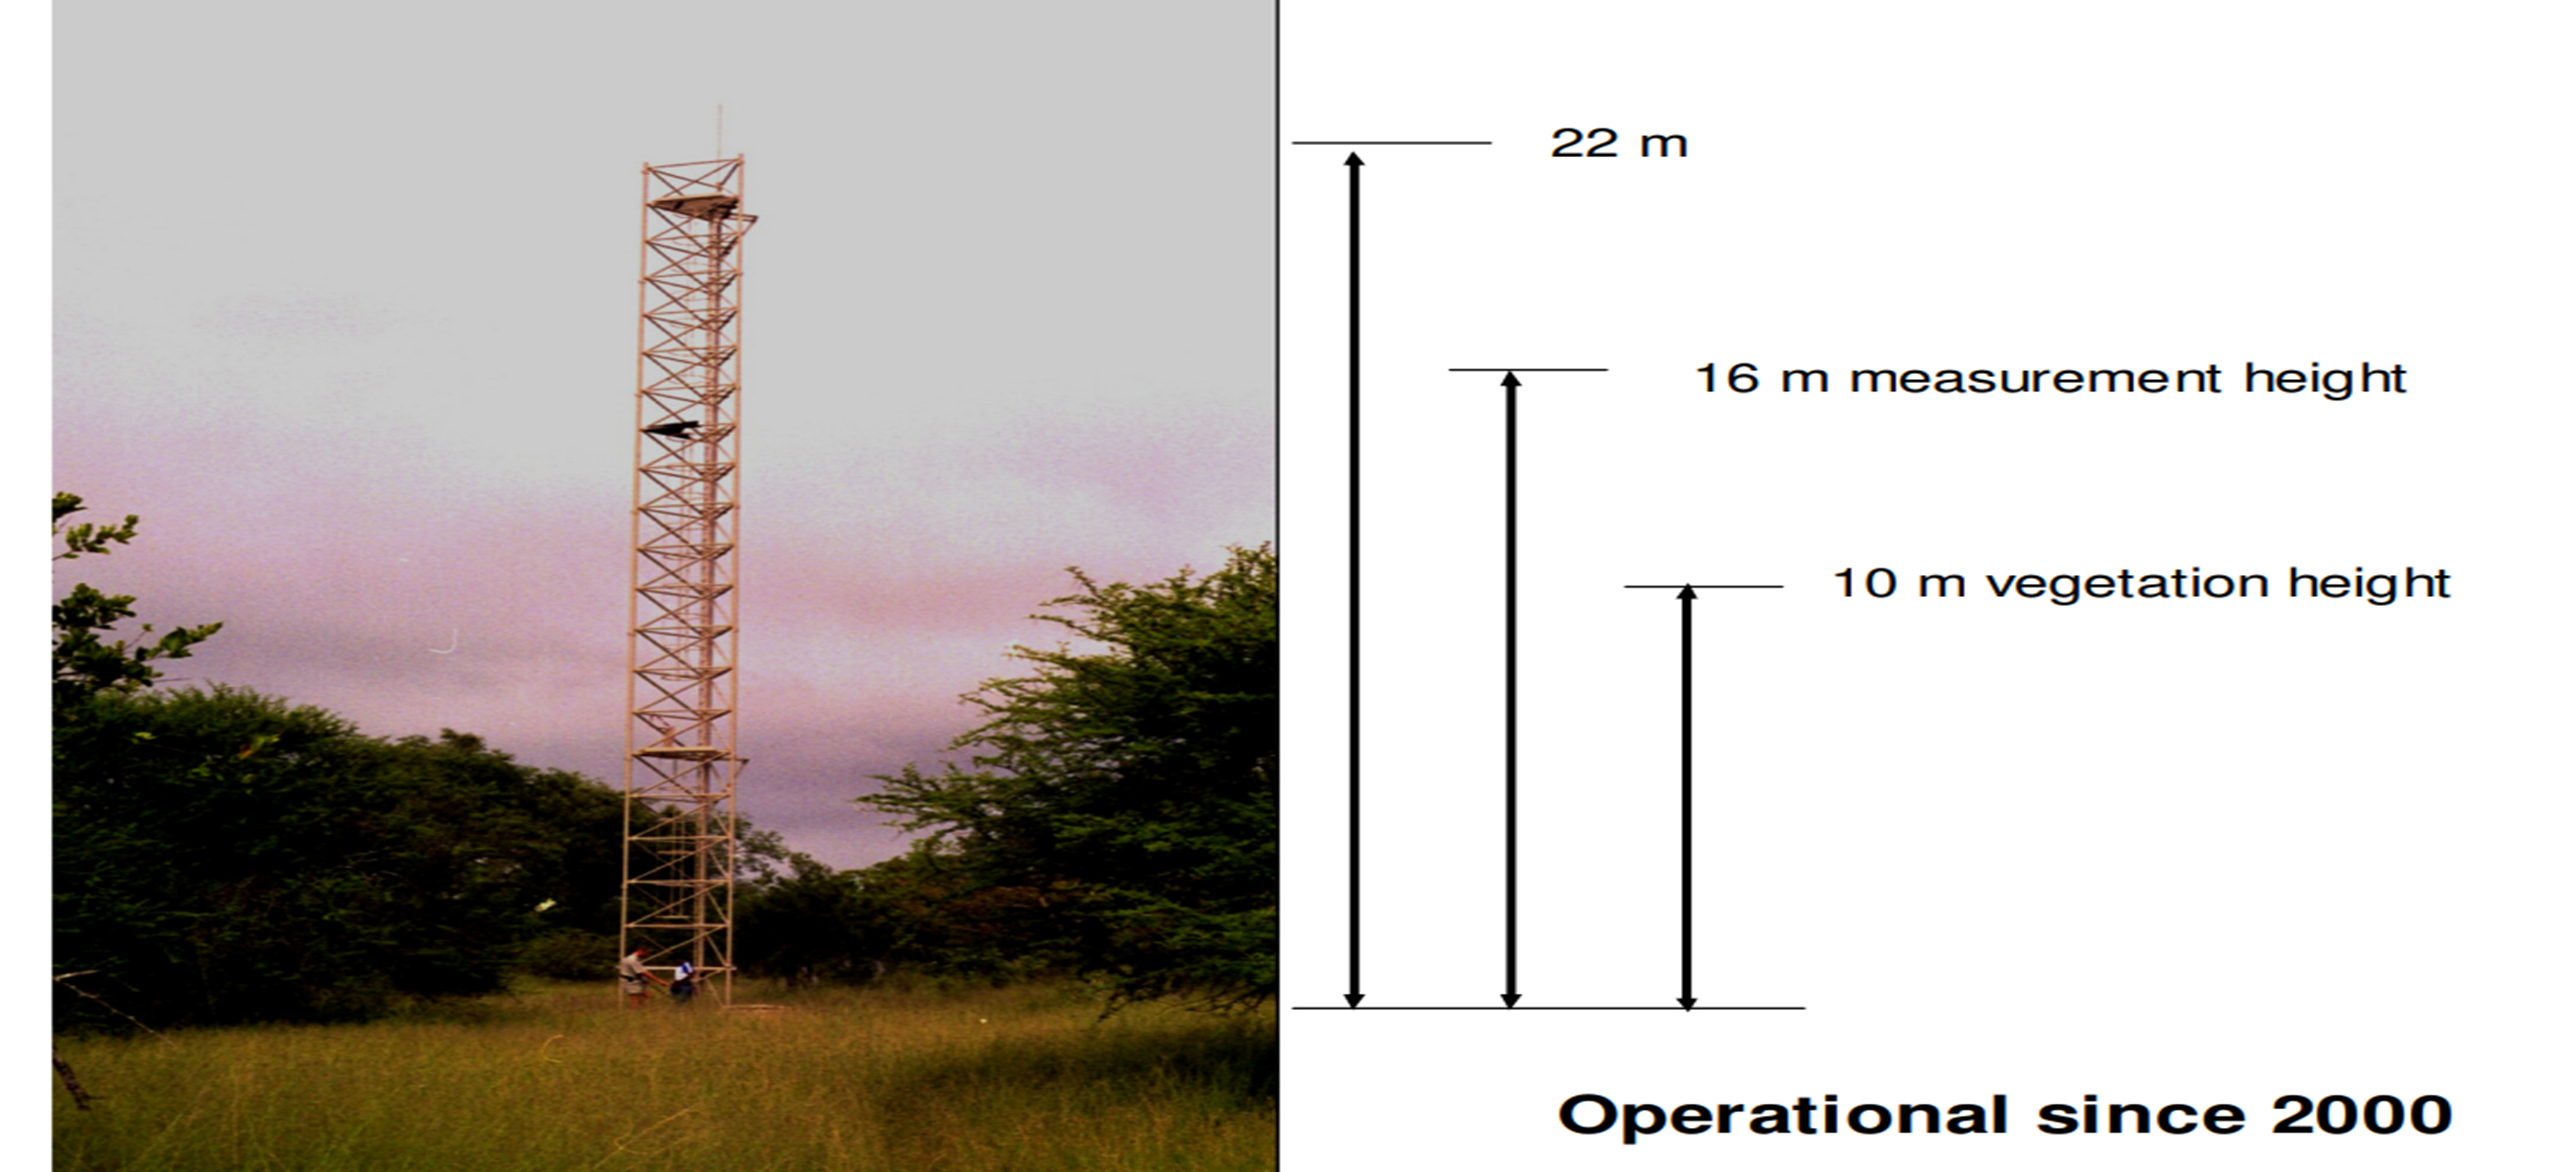 22 m
16 m measurement height
10 m vegetation height
Operational since 2000